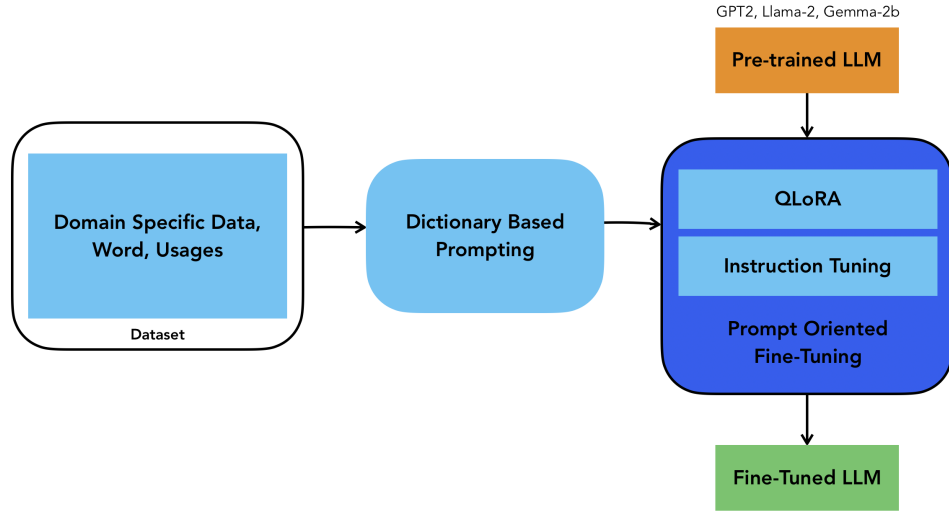 GPT2, Llama-2, Gemma-2b
Pre-trained LLM
Domain Specific Data,
Word, Usages
Dataset
Dictionary Based
Prompting
QLoRA
Instruction Tuning
Prompt Oriented
Fine-Tuning
Fine-Tuned LLM